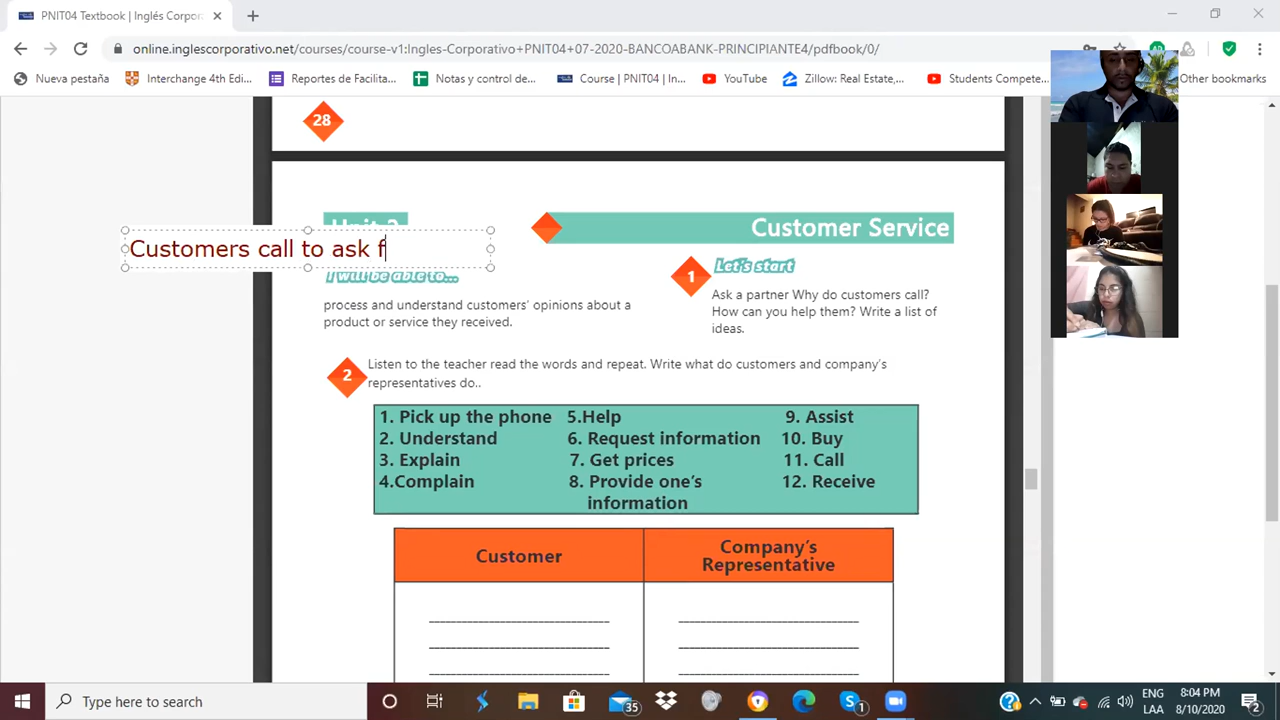 PNIT04 Textbook | Inglés Corpor
online.inglescorporativo.net/courses/course-v1:Ingles-Corporativo+PNIT04+07-2020-BANCOABANK-PRINCIPIANTE4/pdfbook/0/
Nueva pestaña
Interchange 4th Edi...
Reportes de Facilita...
Notas y control de...
Course | PNIT04 | In...
YouTube
Zillow: Real Estate,...
Students Compete...
Other bookmarks
28
Customer Service
Customers call to ask f
I will be able to...
process and understand customers' opinions about a
product or service they received.
1
Let's start
Ask a partner Why do customers call?
How can you help them? Write a list of
ideas.
2
Listen to the teacher read the words and repeat. Write what do customers and company's
representatives do..
1. Pick up the phone 5.Help 9. Assist
2. Understand 6. Request information 10. Buy
3. Explain 7. Get prices 11. Call
4.Complain 8. Provide one's 12. Receive
information
Customer
Company's
Representative
Type here to search
35
1
ENG
LAA
8:04 PM
8/10/2020
2